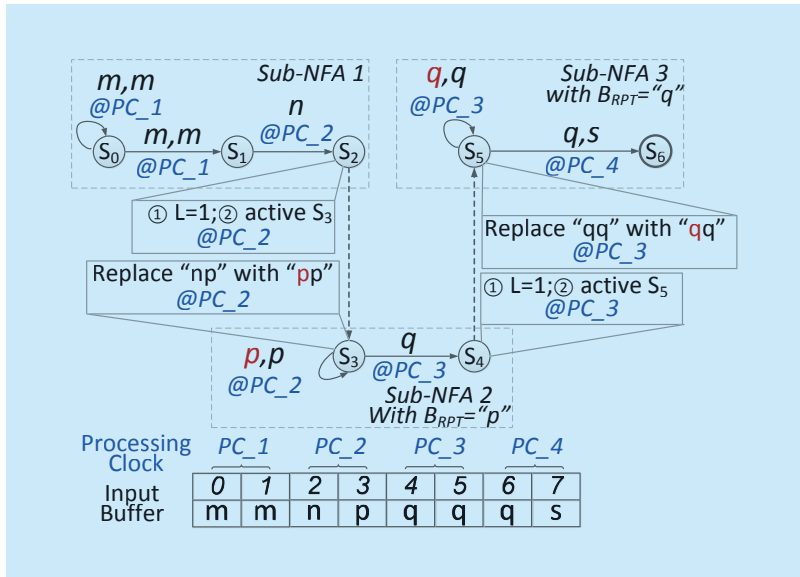 Sub-NFA 1
m,m
@PC_1
n
@PC_2
m,m
@PC_1
S0
S1
S2
Sub-NFA 3
with BRPT="q"
q,q
@PC_3
q,s
@PC_4
S5
S6
① L=1;② active S3
@PC_2
Replace "qq" with "qq"
@PC_3
Replace "np" with "pp"
@PC_2
① L=1;② active S5
@PC_3
p,p
@PC_2
S3
q
@PC_3
S4
Sub-NFA 2
With BRPT="p"
Processing
Clock
PC_1 PC_2 PC_3 PC_4
Input
Buffer
0 1 2 3 4 5 6 7
m m n p q q q s